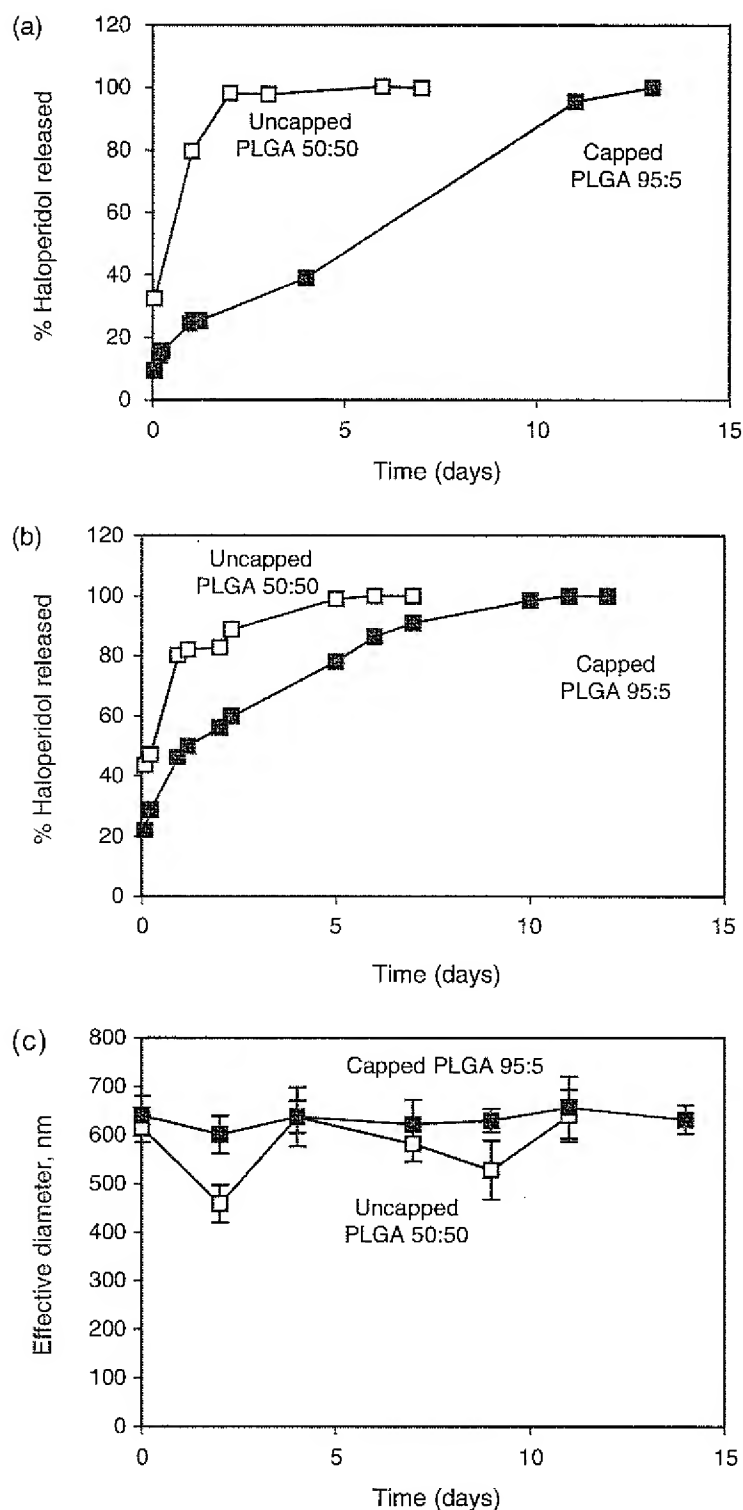 (a)
120
100
80
60
40
20
0
% Haloperidol released
Uncapped
PLGA 50:50
Capped
PLGA 95:5
0 5 10 15
Time (days)
(b)
120
100
80
60
40
20
0
% Haloperidol released
Uncapped
PLGA 50:50
Capped
PLGA 95:5
0 5 10 15
Time (days)
(c)
800
700
600
500
400
300
200
100
0
Effective diameter, nm
Capped PLGA 95:5
Uncapped
PLGA 50:50
0 5 10 15
Time (days)